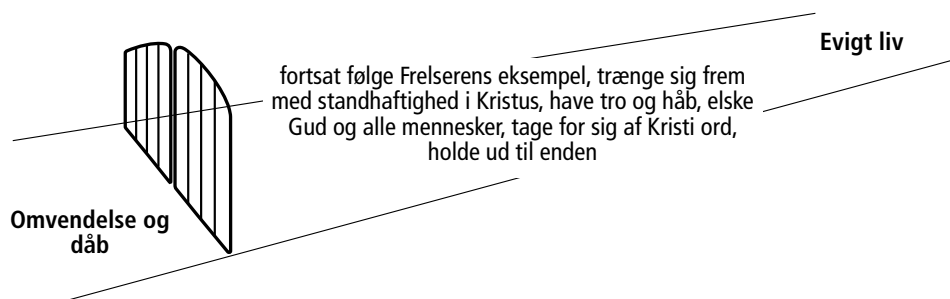 Evigt liv
fortsat følge Frelserens eksempel, trænge sig frem
med standhaftighed i Kristus, have tro og håb, elske
Gud og alle mennesker, tage for sig af Kristi ord,
holde ud til enden
Omvendelse og
dåb